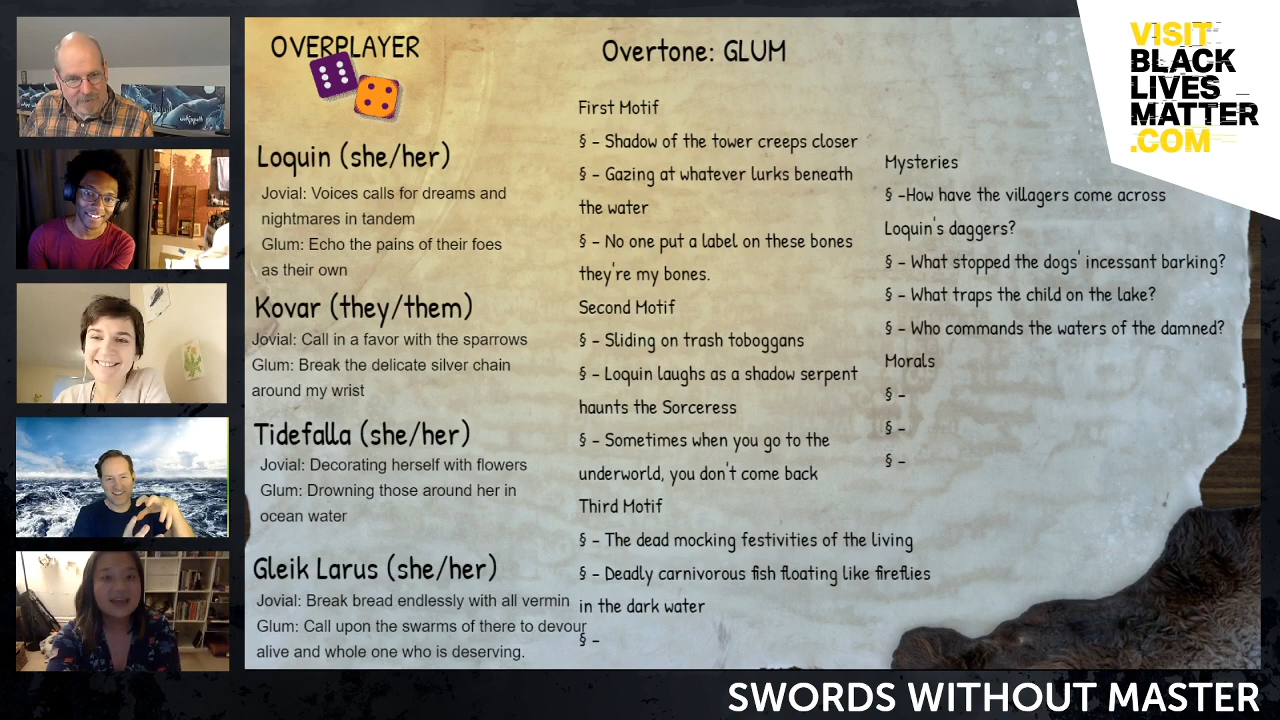 OVERPLAYER
Loquin (she/her)
Jovial: Voices calls for dreams and
nightmares in tandem
Glum: Echo the pains of their foes
as their own
Kovar (they/them)
Jovial: Call in a favor with the sparrows
Glum: Break the delicate silver chain
around my wrist
Tidefalla (she/her)
Jovial: Decorating herself with flowers
Glum: Drowning those around her in
ocean water
Gleik Larus (she/her)
Jovial: Break bread endlessly with all vermin
Glum: Call upon the swarms of there to devour
alive and whole one who is deserving.
Overtone: GLUM
First Motif
§ - Shadow of the tower creeps closer
§ - Gazing at whatever lurks beneath
the water
§ - No one put a label on these bones
they're my bones.
Second Motif
§ - Sliding on trash toboggans
§ - Loquin laughs as a shadow serpent
haunts the Sorceress
§ - Sometimes when you go to the
underworld, you don't come back
Third Motif
§ - The dead mocking festivities of the living
§ - Deadly carnivorous fish floating like fireflies
in the dark water
§ -
Mysteries
§ -How have the villagers come across
Loquin's daggers?
§ - What stopped the dogs' incessant barking?
§ - What traps the child on the lake?
§ - Who commands the waters of the damned?
Morals
§ -
§ -
§ -
VISIT
BLACK
LIVES
MATTER
.COM
SWORDS WITHOUT MASTER